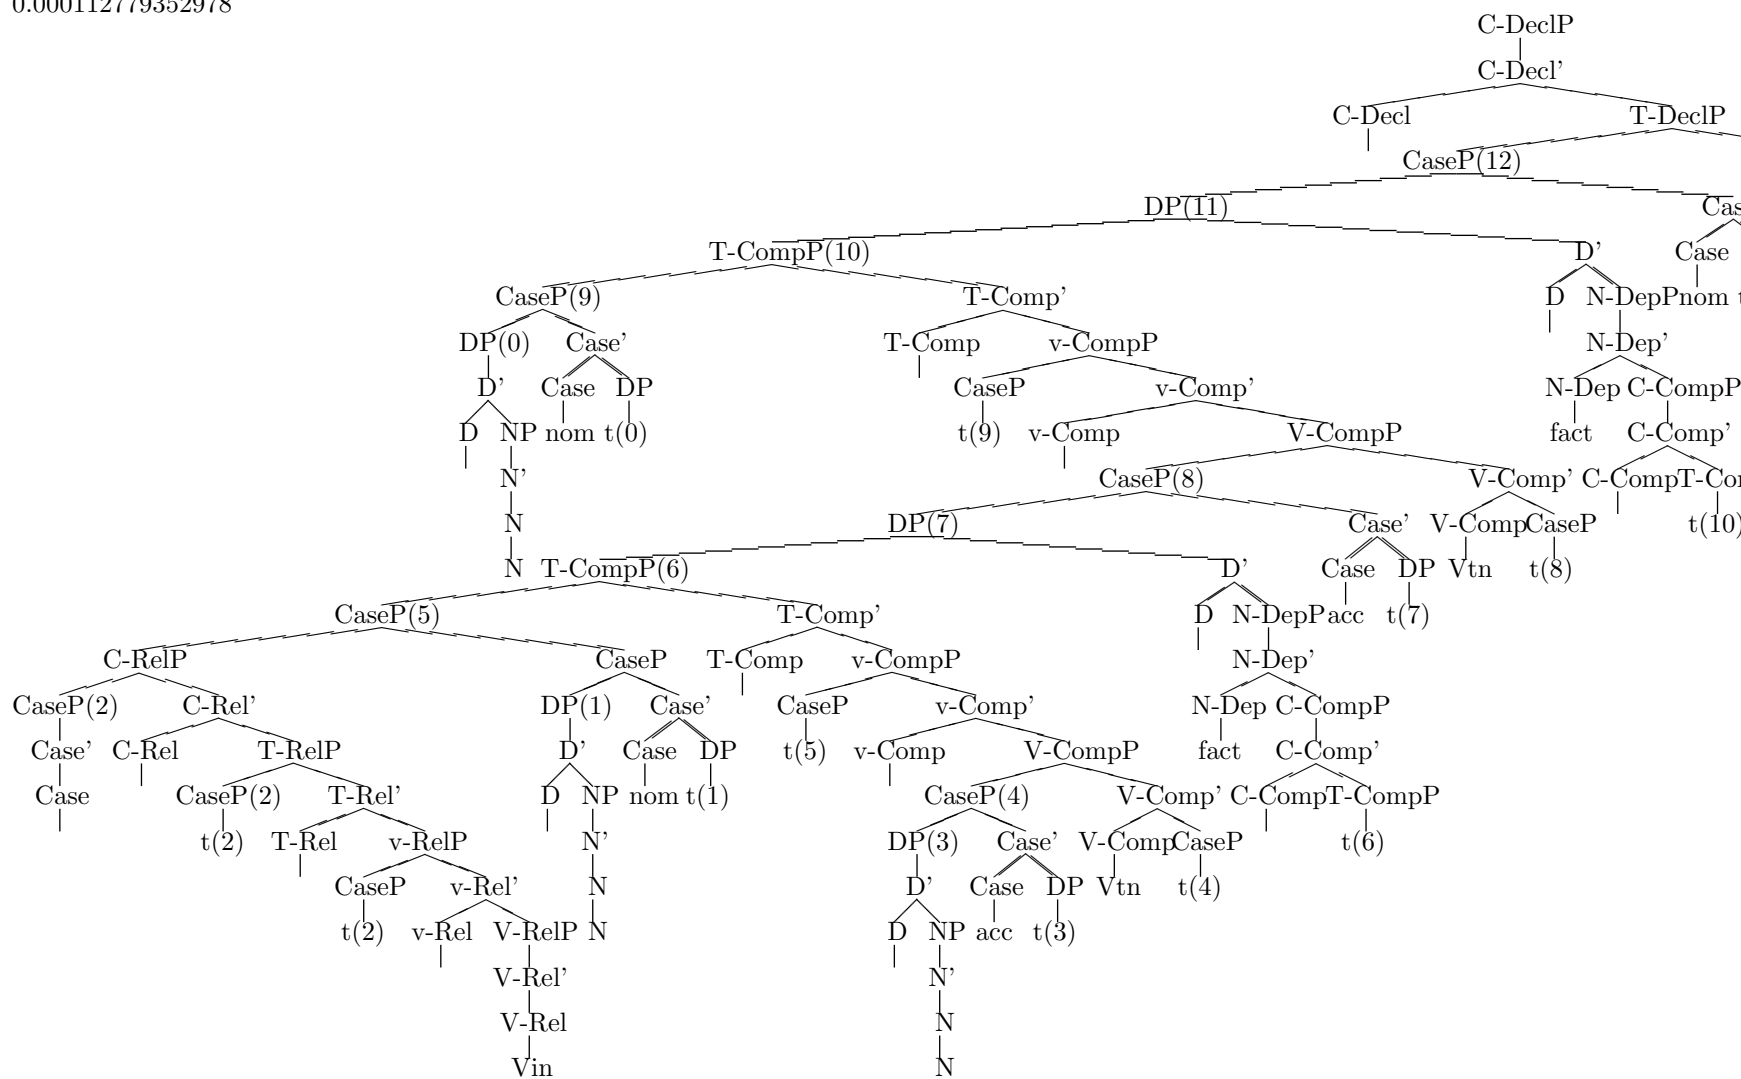 0.000112779352978
C-DeclP
C-Decl'
C-Decl T-DeclP
CaseP(12)
DP(11) Cas
T-CompP(10) D' Case
CaseP(9) T-Comp' D N-DepP nom t
DP(0) Case' T-Comp v-CompP N-Dep'
D' Case DP CaseP v-Comp' N-Dep C-CompP
D NP nom t(0) t(9) v-Comp V-CompP fact C-Comp'
N' CaseP(8) V-Comp' C-Comp T-Co
N DP(7) Case' V-Comp CaseP t(10)
N T-CompP(6) D' Case DP Vtn t(8)
CaseP(5) T-Comp' D N-DepP acc t(7)
C-RelP CaseP T-Comp v-CompP N-Dep'
CaseP(2) C-Rel' DP(1) Case' CaseP v-Comp' N-Dep C-CompP
Case' C-Rel T-RelP D' Case DP t(5) v-Comp V-CompP fact C-Comp'
Case CaseP(2) T-Rel' D NP nom t(1) CaseP(4) V-Comp' C-Comp T-CompP
t(2) T-Rel v-RelP N' DP(3) Case' V-Comp CaseP t(6)
CaseP v-Rel' N D' Case DP Vtn t(4)
t(2) v-Rel V-RelP N D NP acc t(3)
V-Rel' N'
V-Rel N
Vin N